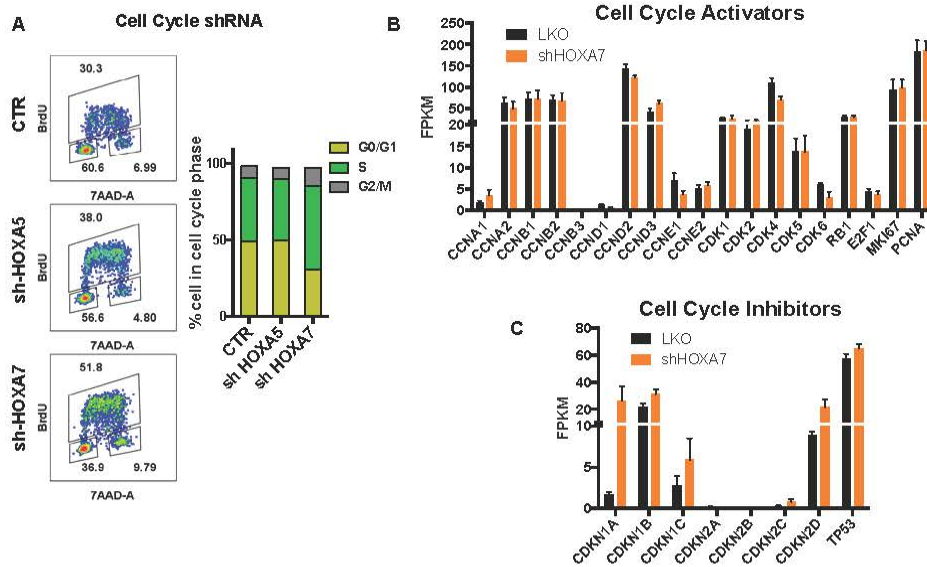 A
Cell Cycle shRNA
CTR
BrdU
30.3
60.6
6.99
7AAD-A
sh-HOXA5
BrdU
38.0
56.6
4.80
7AAD-A
sh-HOXA7
BrdU
51.8
36.9
9.79
7AAD-A
% cell in cell cycle phase
100
50
0
G0/G1
S
G2/M
CTR
sh HOXA5
sh HOXA7
B
Cell Cycle Activators
LKO
shHOXA7
FPKM
250
200
150
100
50
20
15
10
5
0
CCNA1
CCNA2
CCNB1
CCNB2
CCNB3
CCND1
CCND2
CCND3
CCNE1
CCNE2
CDK1
CDK2
CDK4
CDK5
CDK6
RB1
E2F1
MKI67
PCNA
C
Cell Cycle Inhibitors
LKO
shHOXA7
FPKM
80
60
40
20
10
5
0
CDKN1A
CDKN1B
CDKN1C
CDKN2A
CDKN2B
CDKN2C
CDKN2D
TP53